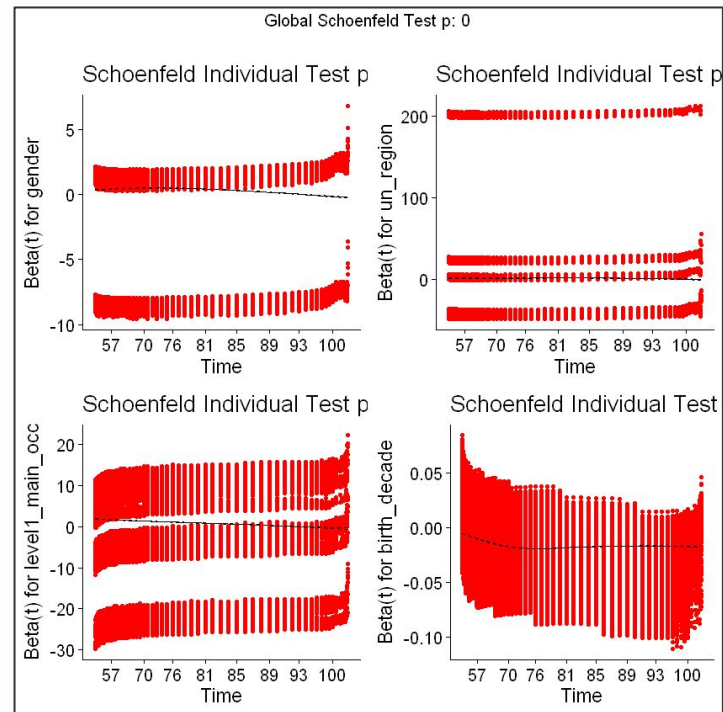 Global Schoenfeld Test p: 0
Schoenfeld Individual Test p
Beta(t) for gender
5
0
-5
-10
57 70 76 81 85 89 93 100
Time
Schoenfeld Individual Test p
Beta(t) for un_region
200
100
0
57 70 76 81 85 89 93 100
Time
Schoenfeld Individual Test p
Beta(t) for level1_main_occ
20
10
0
-10
-20
-30
57 70 76 81 85 89 93 100
Time
Schoenfeld Individual Test
Beta(t) for birth_decade
0.05
0.00
-0.05
-0.10
57 70 76 81 85 89 93 100
Time